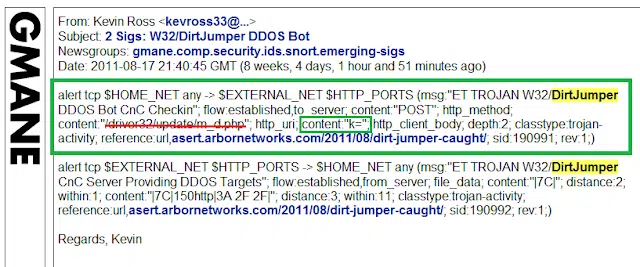 GMANE
From: Kevin Ross <kevross33@...>
Subject: 2 Sigs: W32/DirtJumper DDOS Bot
Newsgroups: gmane.comp.security.ids.snort.emerging-sigs
Date: 2011-08-17 21:40:45 GMT (8 weeks, 4 days, 1 hour and 51 minutes ago)
alert tcp $HOME_NET any -> $EXTERNAL_NET $HTTP_PORTS (msg:"ET TROJAN W32/DirtJumper
DDOS Bot CnC Checkin"; flow:established,to_server; content:"POST"; http_method;
content:"/driver32/update/m_d.php"; http_uri; content:"k="; http_client_body; depth:2; classtype:trojan-
activity; reference:url,asert.arbornetworks.com/2011/08/dirt-jumper-caught/; sid:190991; rev:1;)
alert tcp $EXTERNAL_NET $HTTP_PORTS -> $HOME_NET any (msg:"ET TROJAN W32/DirtJumper
CnC Server Providing DDOS Targets"; flow:established,from_server; file_data; content:"|7C|"; distance:2;
within:1; content:"|7C|150http|3A 2F 2F|"; distance:3; within:11; classtype:trojan-activity;
reference:url,asert.arbornetworks.com/2011/08/dirt-jumper-caught/; sid:190992; rev:1;)
Regards, Kevin